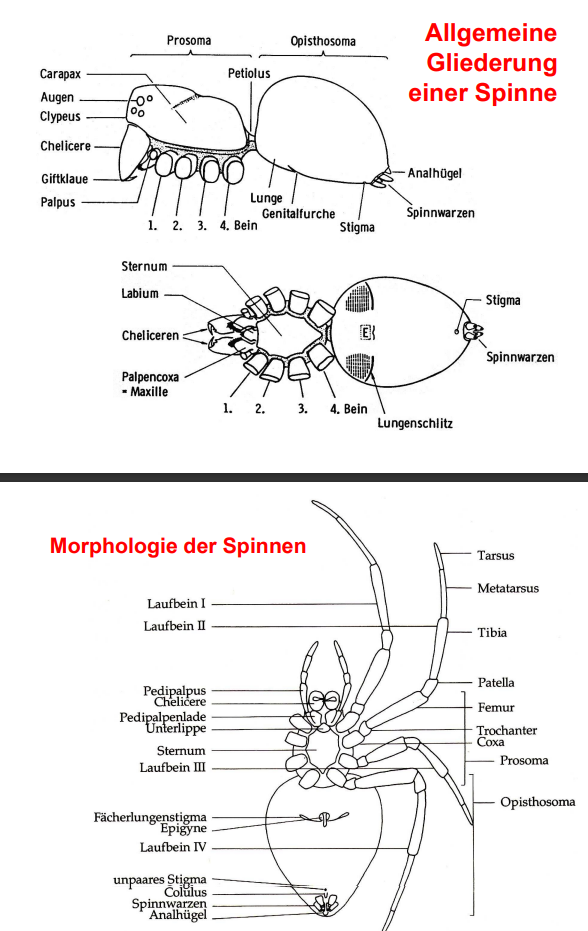 Allgemeine
Gliederung
einer Spinne
Prosoma
Opisthosoma
Carapax
Petiolus
Augen
Clypeus
Chelicere
Giftklaue
Palpus
1. 2. 3. 4. Bein
Lunge
Genitalfurche
Stigma
Analhügel
Spinnwarzen
Sternum
Labium
Cheliceren
Palpencoxa
= Maxille
1. 2. 3. 4. Bein
E
Stigma
Spinnwarzen
Lungenschlitz
Morphologie der Spinnen
Laufbein I
Laufbein II
Pedipalpus
Chelicere
Pedipalpenlade
Unterlippe
Sternum
Laufbein III
Fächerlungenstigma
Epigyne
Laufbein IV
unpaares Stigma
Colulus
Spinnwarzen
Analhügel
Tarsus
Metatarsus
Tibia
Patella
Femur
Trochanter
Coxa
Prosoma
Opisthosoma